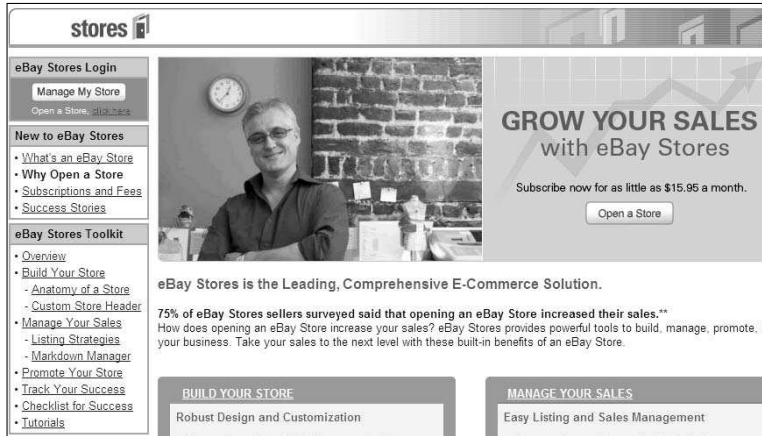 stores
eBay Stores Login
Manage My Store
Open a Store, click here
New to eBay Stores
• What's an eBay Store
• Why Open a Store
• Subscriptions and Fees
• Success Stories
eBay Stores Toolkit
• Overview
• Build Your Store
- Anatomy of a Store
- Custom Store Header
• Manage Your Sales
- Listing Strategies
- Markdown Manager
• Promote Your Store
• Track Your Success
• Checklist for Success
• Tutorials
GROW YOUR SALES
with eBay Stores
Subscribe now for as little as $15.95 a month.
Open a Store
eBay Stores is the Leading, Comprehensive E-Commerce Solution.
75% of eBay Stores sellers surveyed said that opening an eBay Store increased their sales.**
How does opening an eBay Store increase your sales? eBay Stores provides powerful tools to build, manage, promote,
your business. Take your sales to the next level with these built-in benefits of an eBay Store.
BUILD YOUR STORE
Robust Design and Customization
MANAGE YOUR SALES
Easy Listing and Sales Management